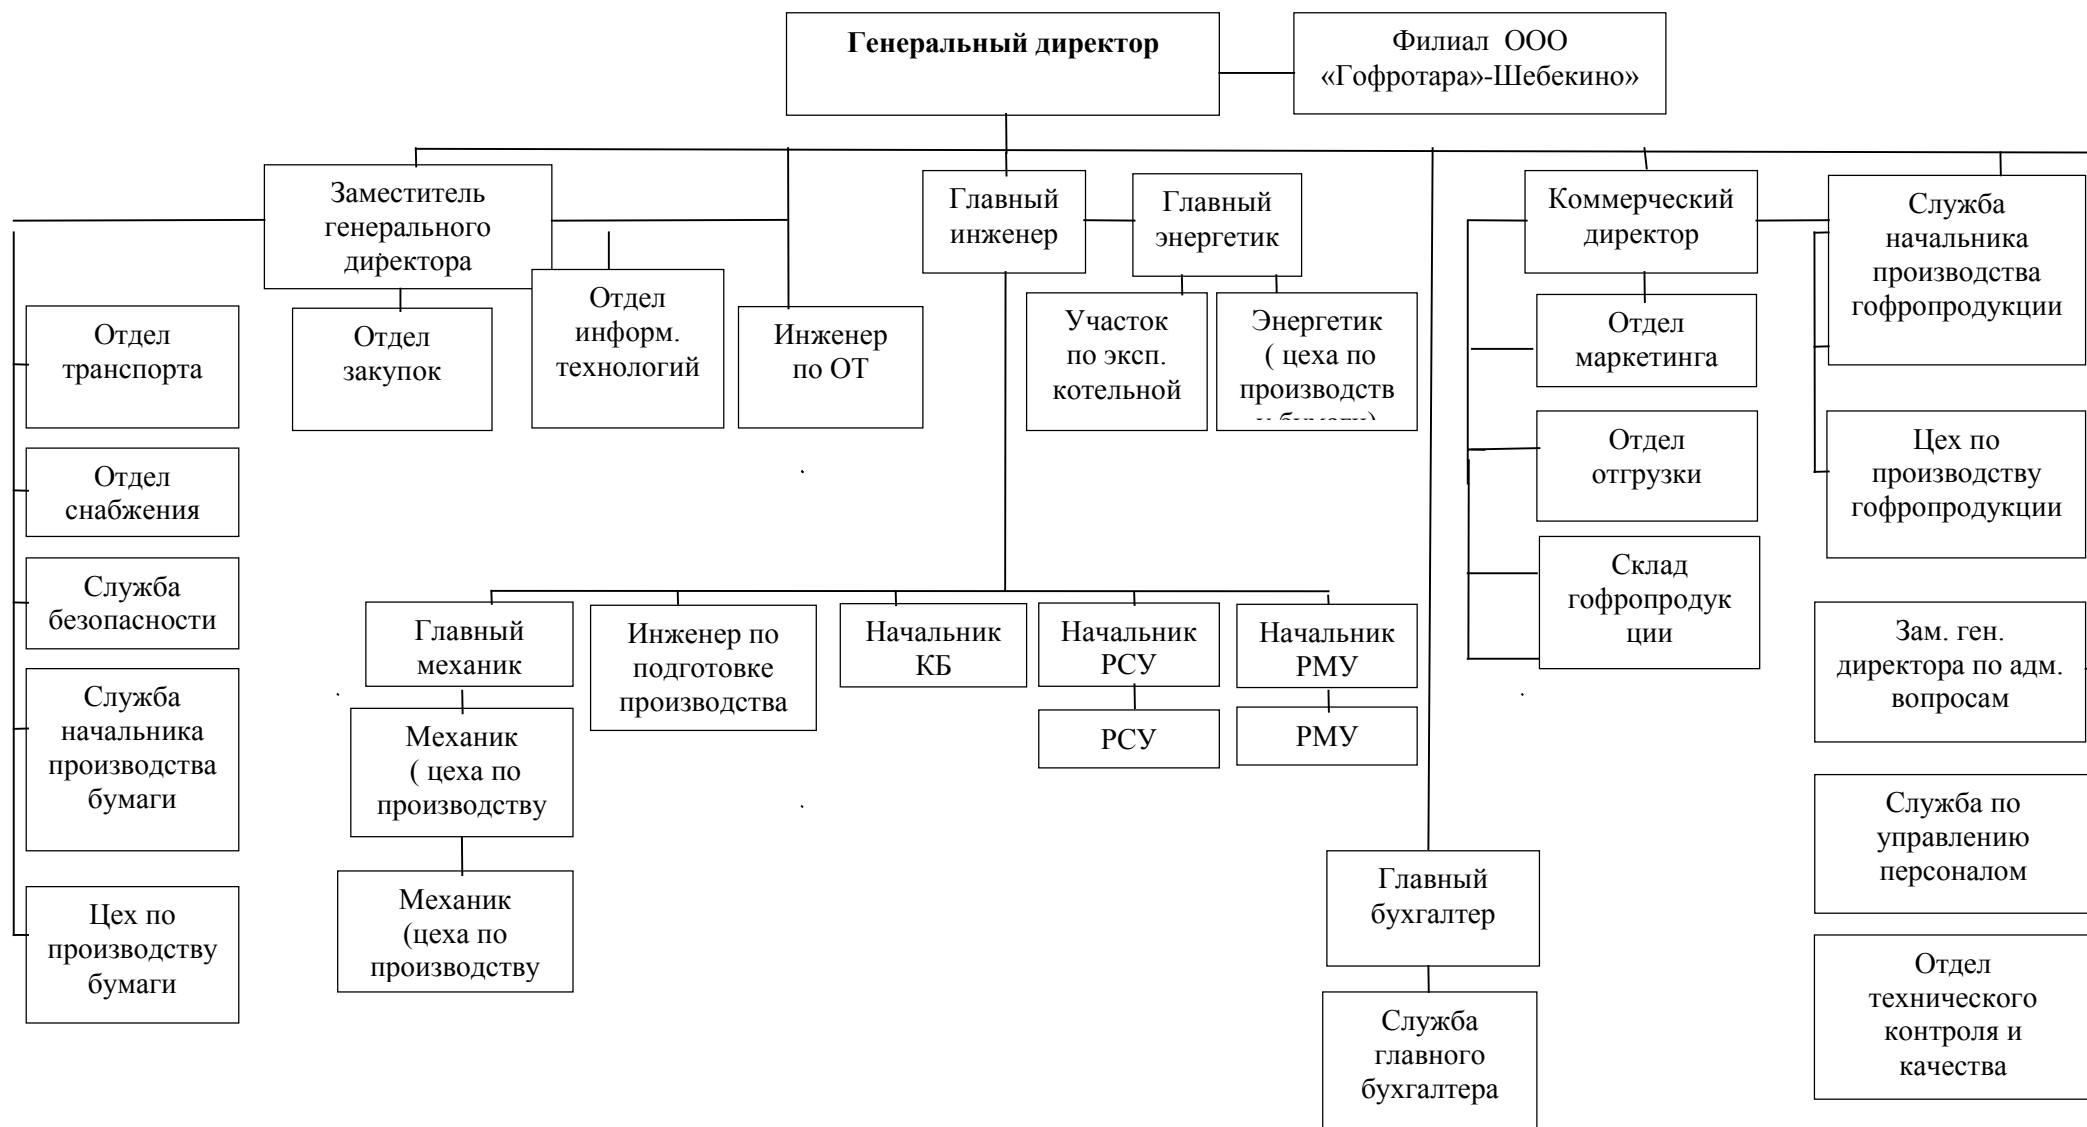 Генеральный директор
Филиал ООО
«Гофротара»-Шебекино»
Заместитель
генерального
директора
Главный
инженер
Главный
энергетик
Коммерческий
директор
Служба
начальника
производства
гофропродукции
Отдел
транспорта
Отдел
закупок
Отдел
информ.
технологий
Инженер
по ОТ
Участок
по эксп.
котельной
Энергетик
( цеха по
производств
у бумаги)
Отдел
маркетинга
Отдел
снабжения
Отдел
отгрузки
Цех по
производству
гофропродукции
Служба
безопасности
Склад
гофропродук
ции
Главный
механик
Инженер по
подготовке
производства
Начальник
КБ
Начальник
РСУ
Начальник
РМУ
Зам. ген.
директора по адм.
вопросам
Служба
начальника
производства
бумаги
Механик
( цеха по
производству
РСУ
РМУ
Служба по
управлению
персоналом
Цех по
производству
бумаги
Механик
(цеха по
производству
Главный
бухгалтер
Отдел
технического
контроля и
качества
Служба
главного
бухгалтера